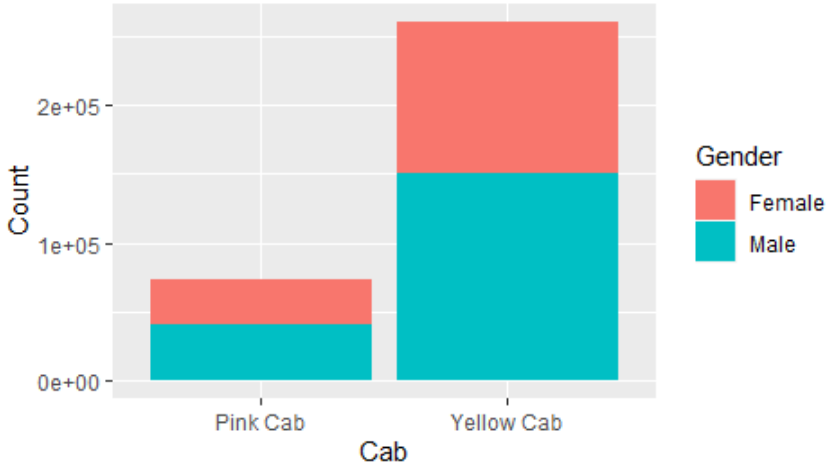 2e+05
1e+05
0e+00
Count
Pink Cab
Yellow Cab
Cab
Gender
Female
Male